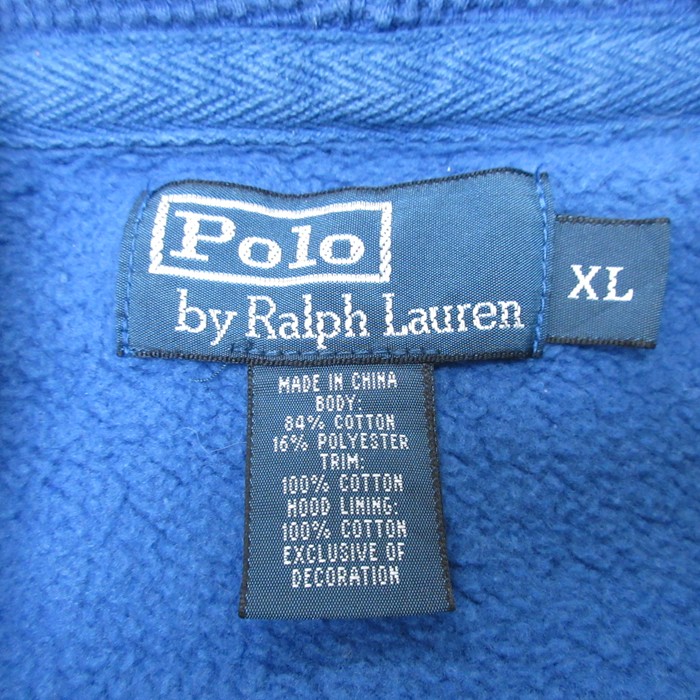 Polo
by Ralph Lauren
XL
MADE IN CHINA
BODY:
84% COTTON
16% POLYESTER
TRIM:
100% COTTON
HOOD LINING:
100% COTTON
EXCLUSIVE OF
DECORATION